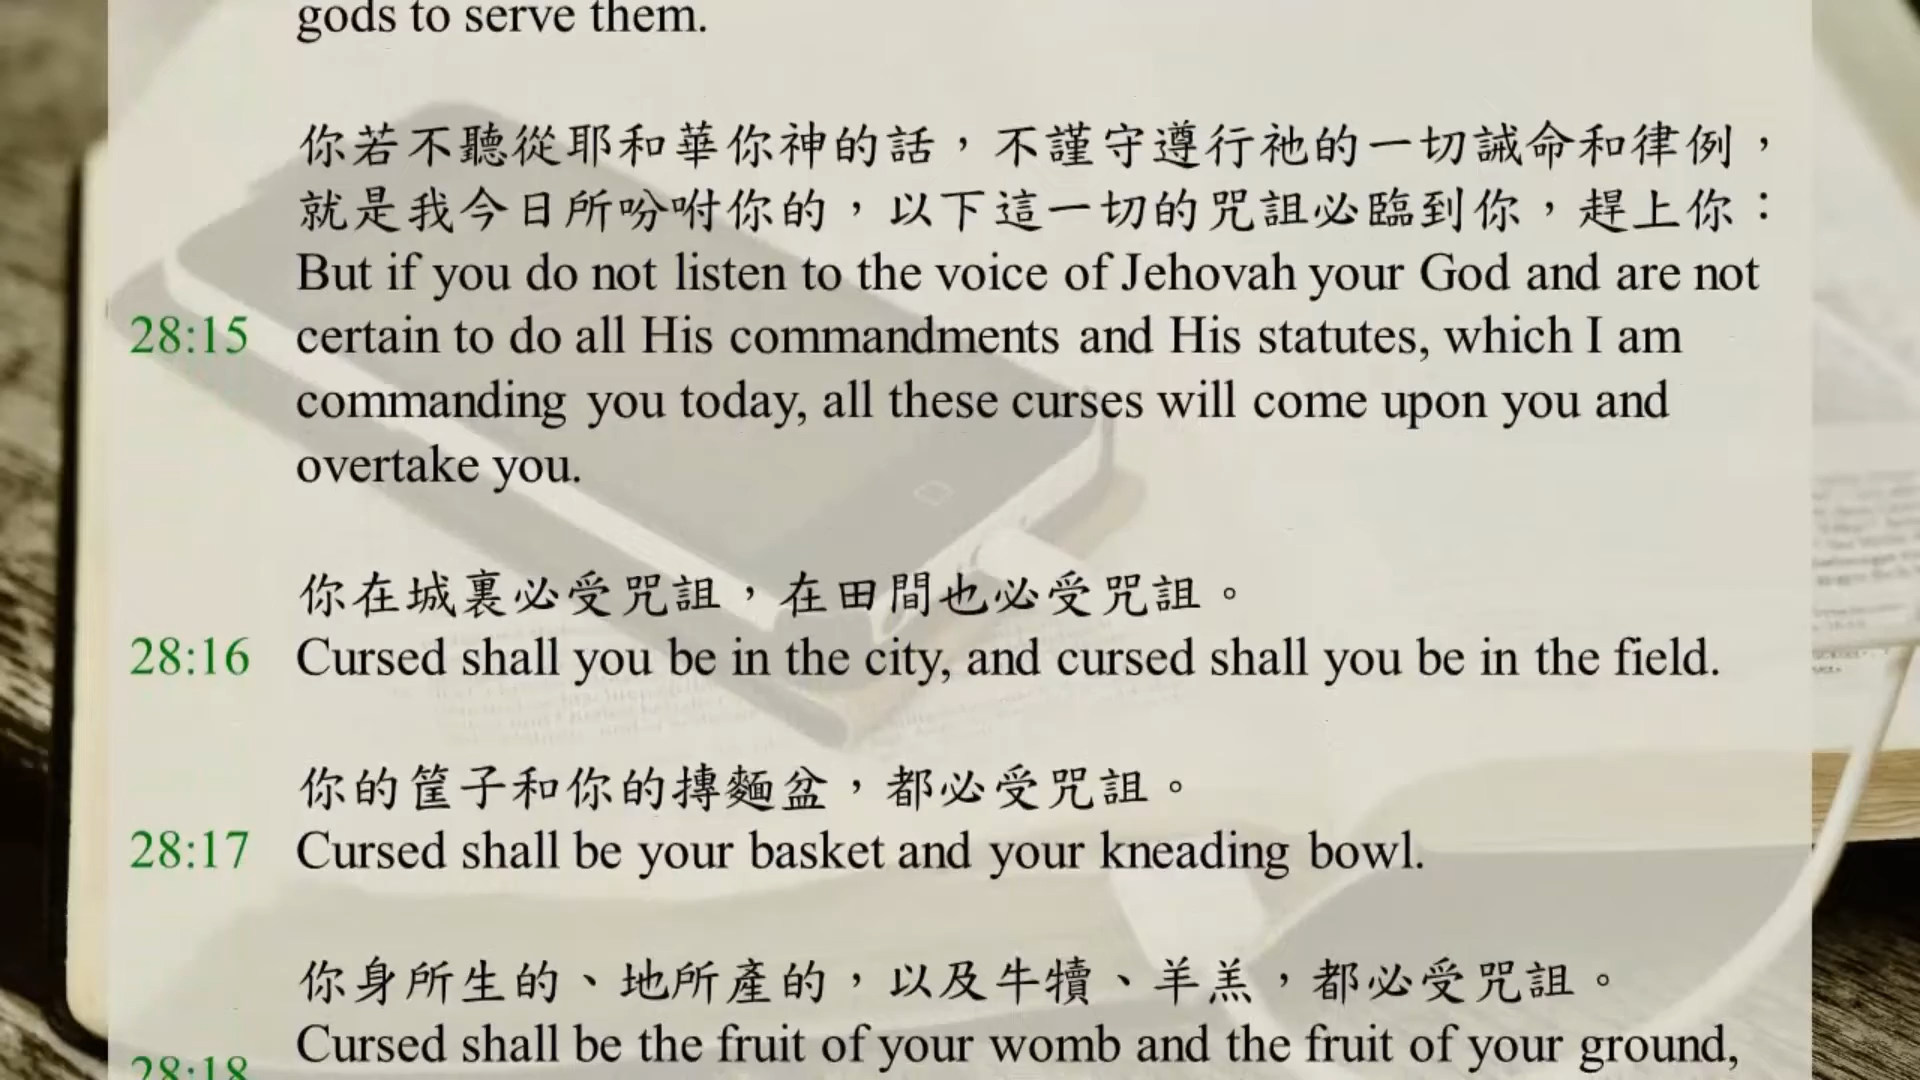 gods to serve them.
你若不聽從耶和華你神的話，不謹守遵行祂的一切誡命和律例，
就是我今日所吩咐你的，以下這一切的咒詛必臨到你，趕上你：
But if you do not listen to the voice of Jehovah your God and are not
28:15 certain to do all His commandments and His statutes, which I am
commanding you today, all these curses will come upon you and
overtake you.
你在城裏必受咒詛，在田間也必受咒詛。
28:16 Cursed shall you be in the city, and cursed shall you be in the field.
你的筐子和你的摶麵盆，都必受咒詛。
28:17 Cursed shall be your basket and your kneading bowl.
你身所生的、地所產的，以及牛犢、羊羔，都必受咒詛。
Cursed shall be the fruit of your womb and the fruit of your ground,
28:18